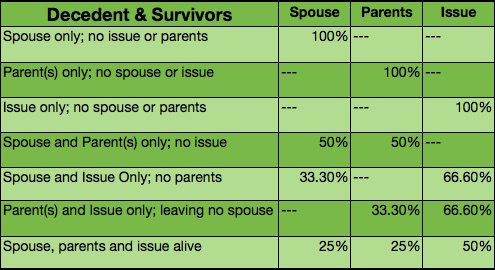 Decedent & Survivors Spouse Parents Issue
Spouse only; no issue or parents 100% --- ---
Parent(s) only; no spouse or issue --- 100% ---
Issue only; no spouse or parents --- --- 100%
Spouse and Parent(s) only; no issue 50% 50% ---
Spouse and Issue Only; no parents 33.30% --- 66.60%
Parent(s) and Issue only; leaving no spouse --- 33.30% 66.60%
Spouse, parents and issue alive 25% 25% 50%